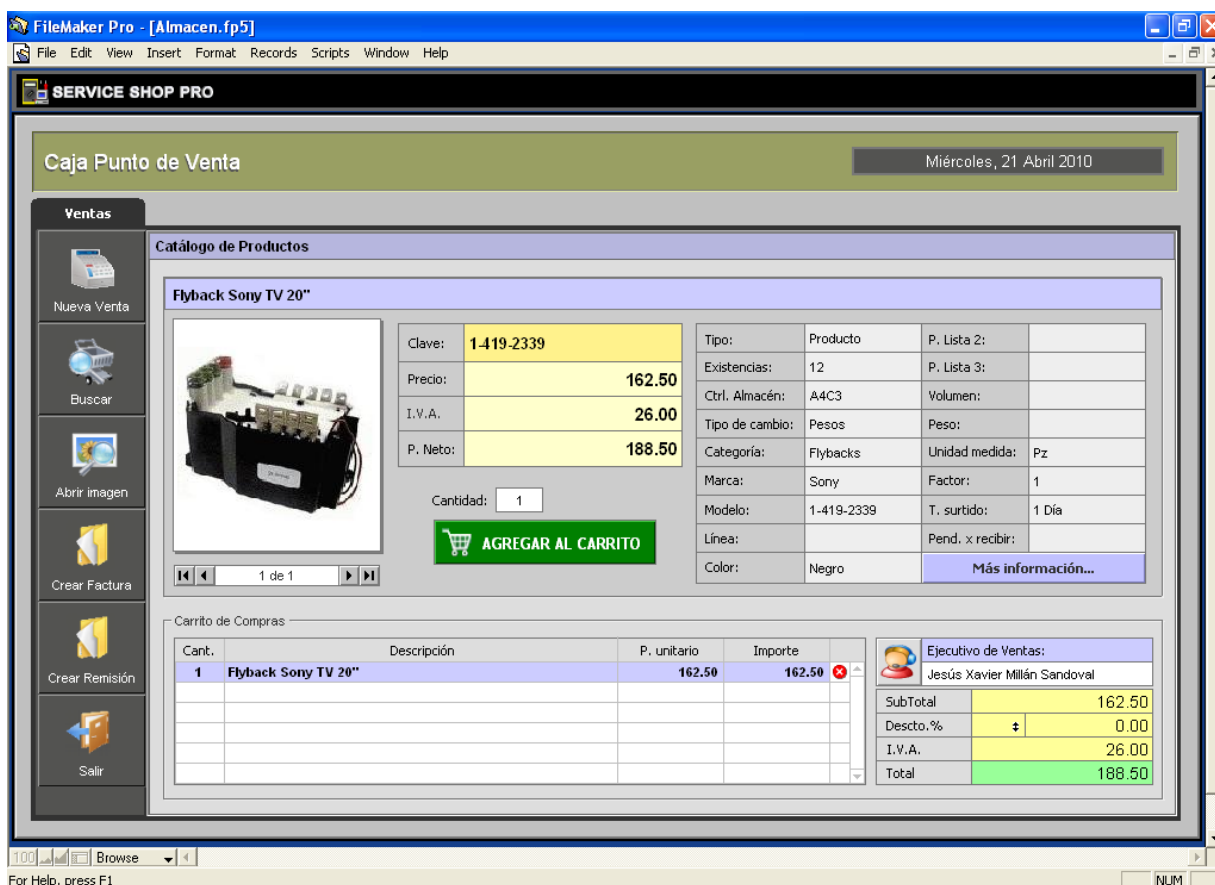 FileMaker Pro - [Almacen.fp5]
File Edit View Insert Format Records Scripts Window Help
SERVICE SHOP PRO
Caja Punto de Venta
Miércoles, 21 Abril 2010
Ventas
Nueva Venta
Buscar
Abrir imagen
Crear Factura
Crear Remisión
Salir
Catálogo de Productos
Flyback Sony TV 20"
Clave: 1-419-2339
Precio: 162.50
I.V.A. 26.00
P. Neto: 188.50
Cantidad: 1
AGREGAR AL CARRITO
1 de 1
Tipo: Producto P. Lista 2:
Existencias: 12 P. Lista 3:
Ctrl. Almacén: A4C3 Volumen:
Tipo de cambio: Pesos Peso:
Categoría: Flybacks Unidad medida: Pz
Marca: Sony Factor: 1
Modelo: 1-419-2339 T. surtido: 1 Día
Línea: Pend. x recibir:
Color: Negro Más información...
Carrito de Compras
Cant. Descripción P. unitario Importe
1 Flyback Sony TV 20" 162.50 162.50
Ejecutivo de Ventas:
Jesús Xavier Millán Sandoval
SubTotal 162.50
Descto.% 0.00
I.V.A. 26.00
Total 188.50
100 Browse
For Help, press F1 NUM